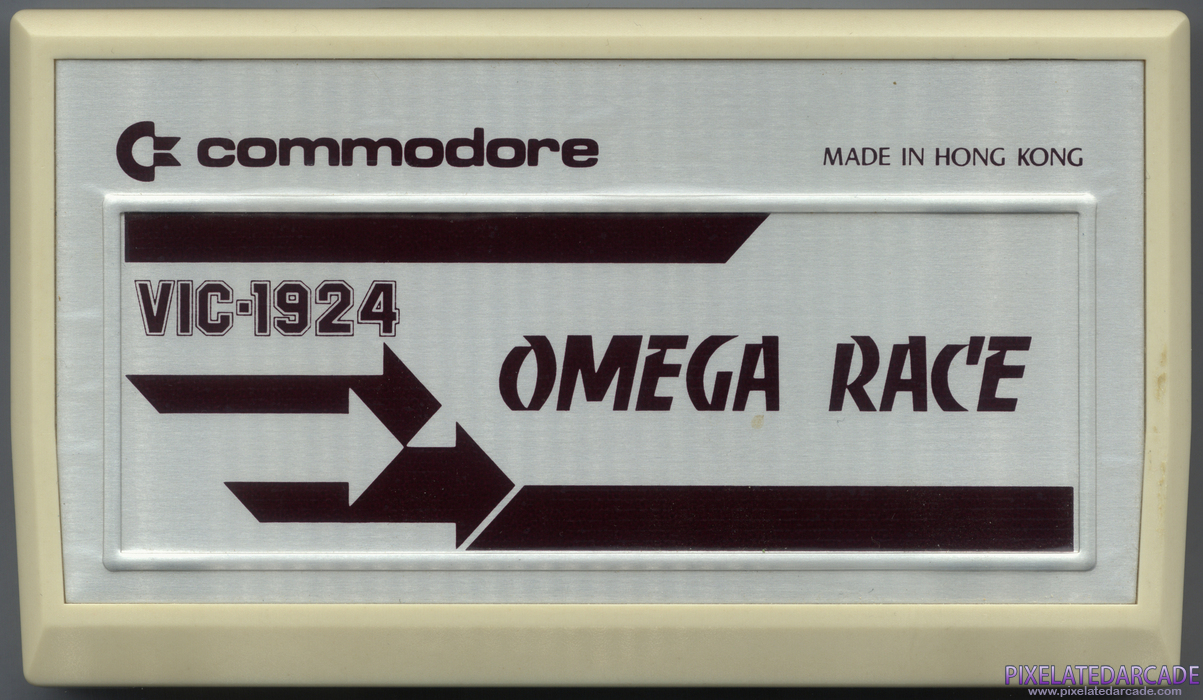 commodore
MADE IN HONG KONG
VIC·1924
OMEGA RACE
PIXELATEDARCADE
www.pixelatedarcade.com